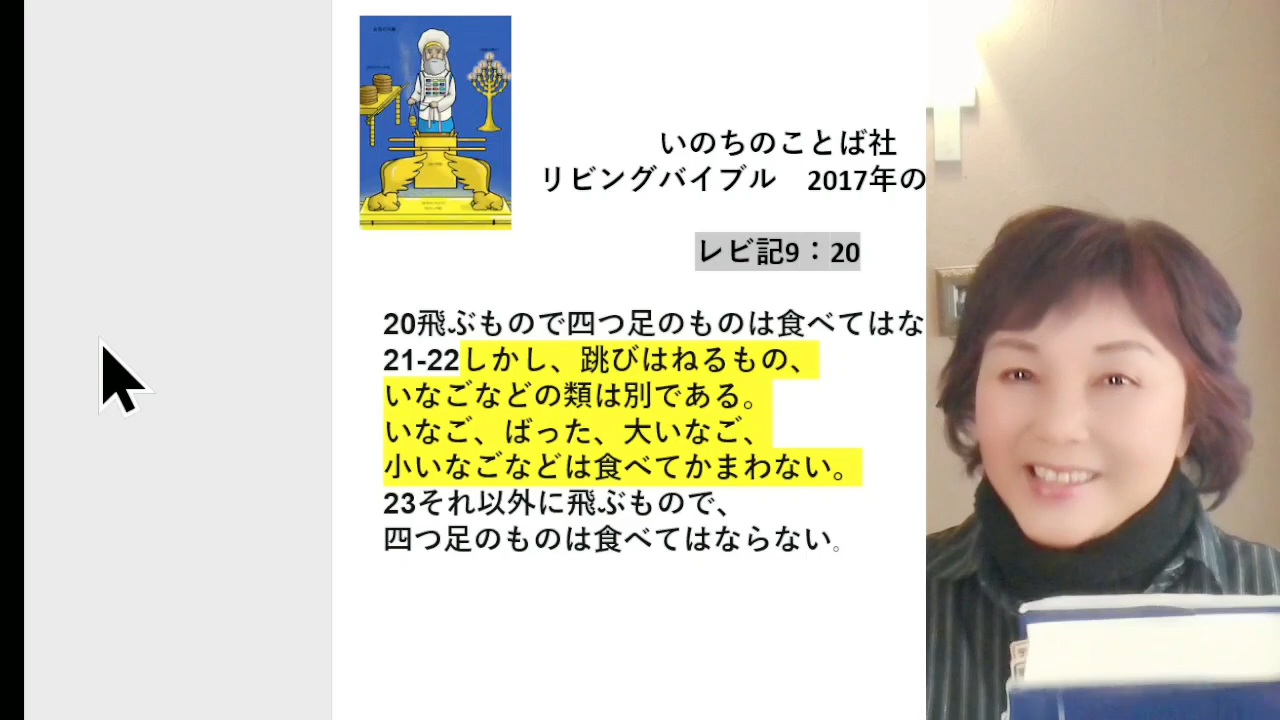 いのちのことば社
リビングバイブル　2017年の
レビ記9：20
20飛ぶもので四つ足のものは食べてはな
21-22しかし、跳びはねるもの、
いなごなどの類は別である。
いなご、ばった、大いなご、
小いなごなどは食べてかまわない。
23それ以外に飛ぶもので、
四つ足のものは食べてはならない。